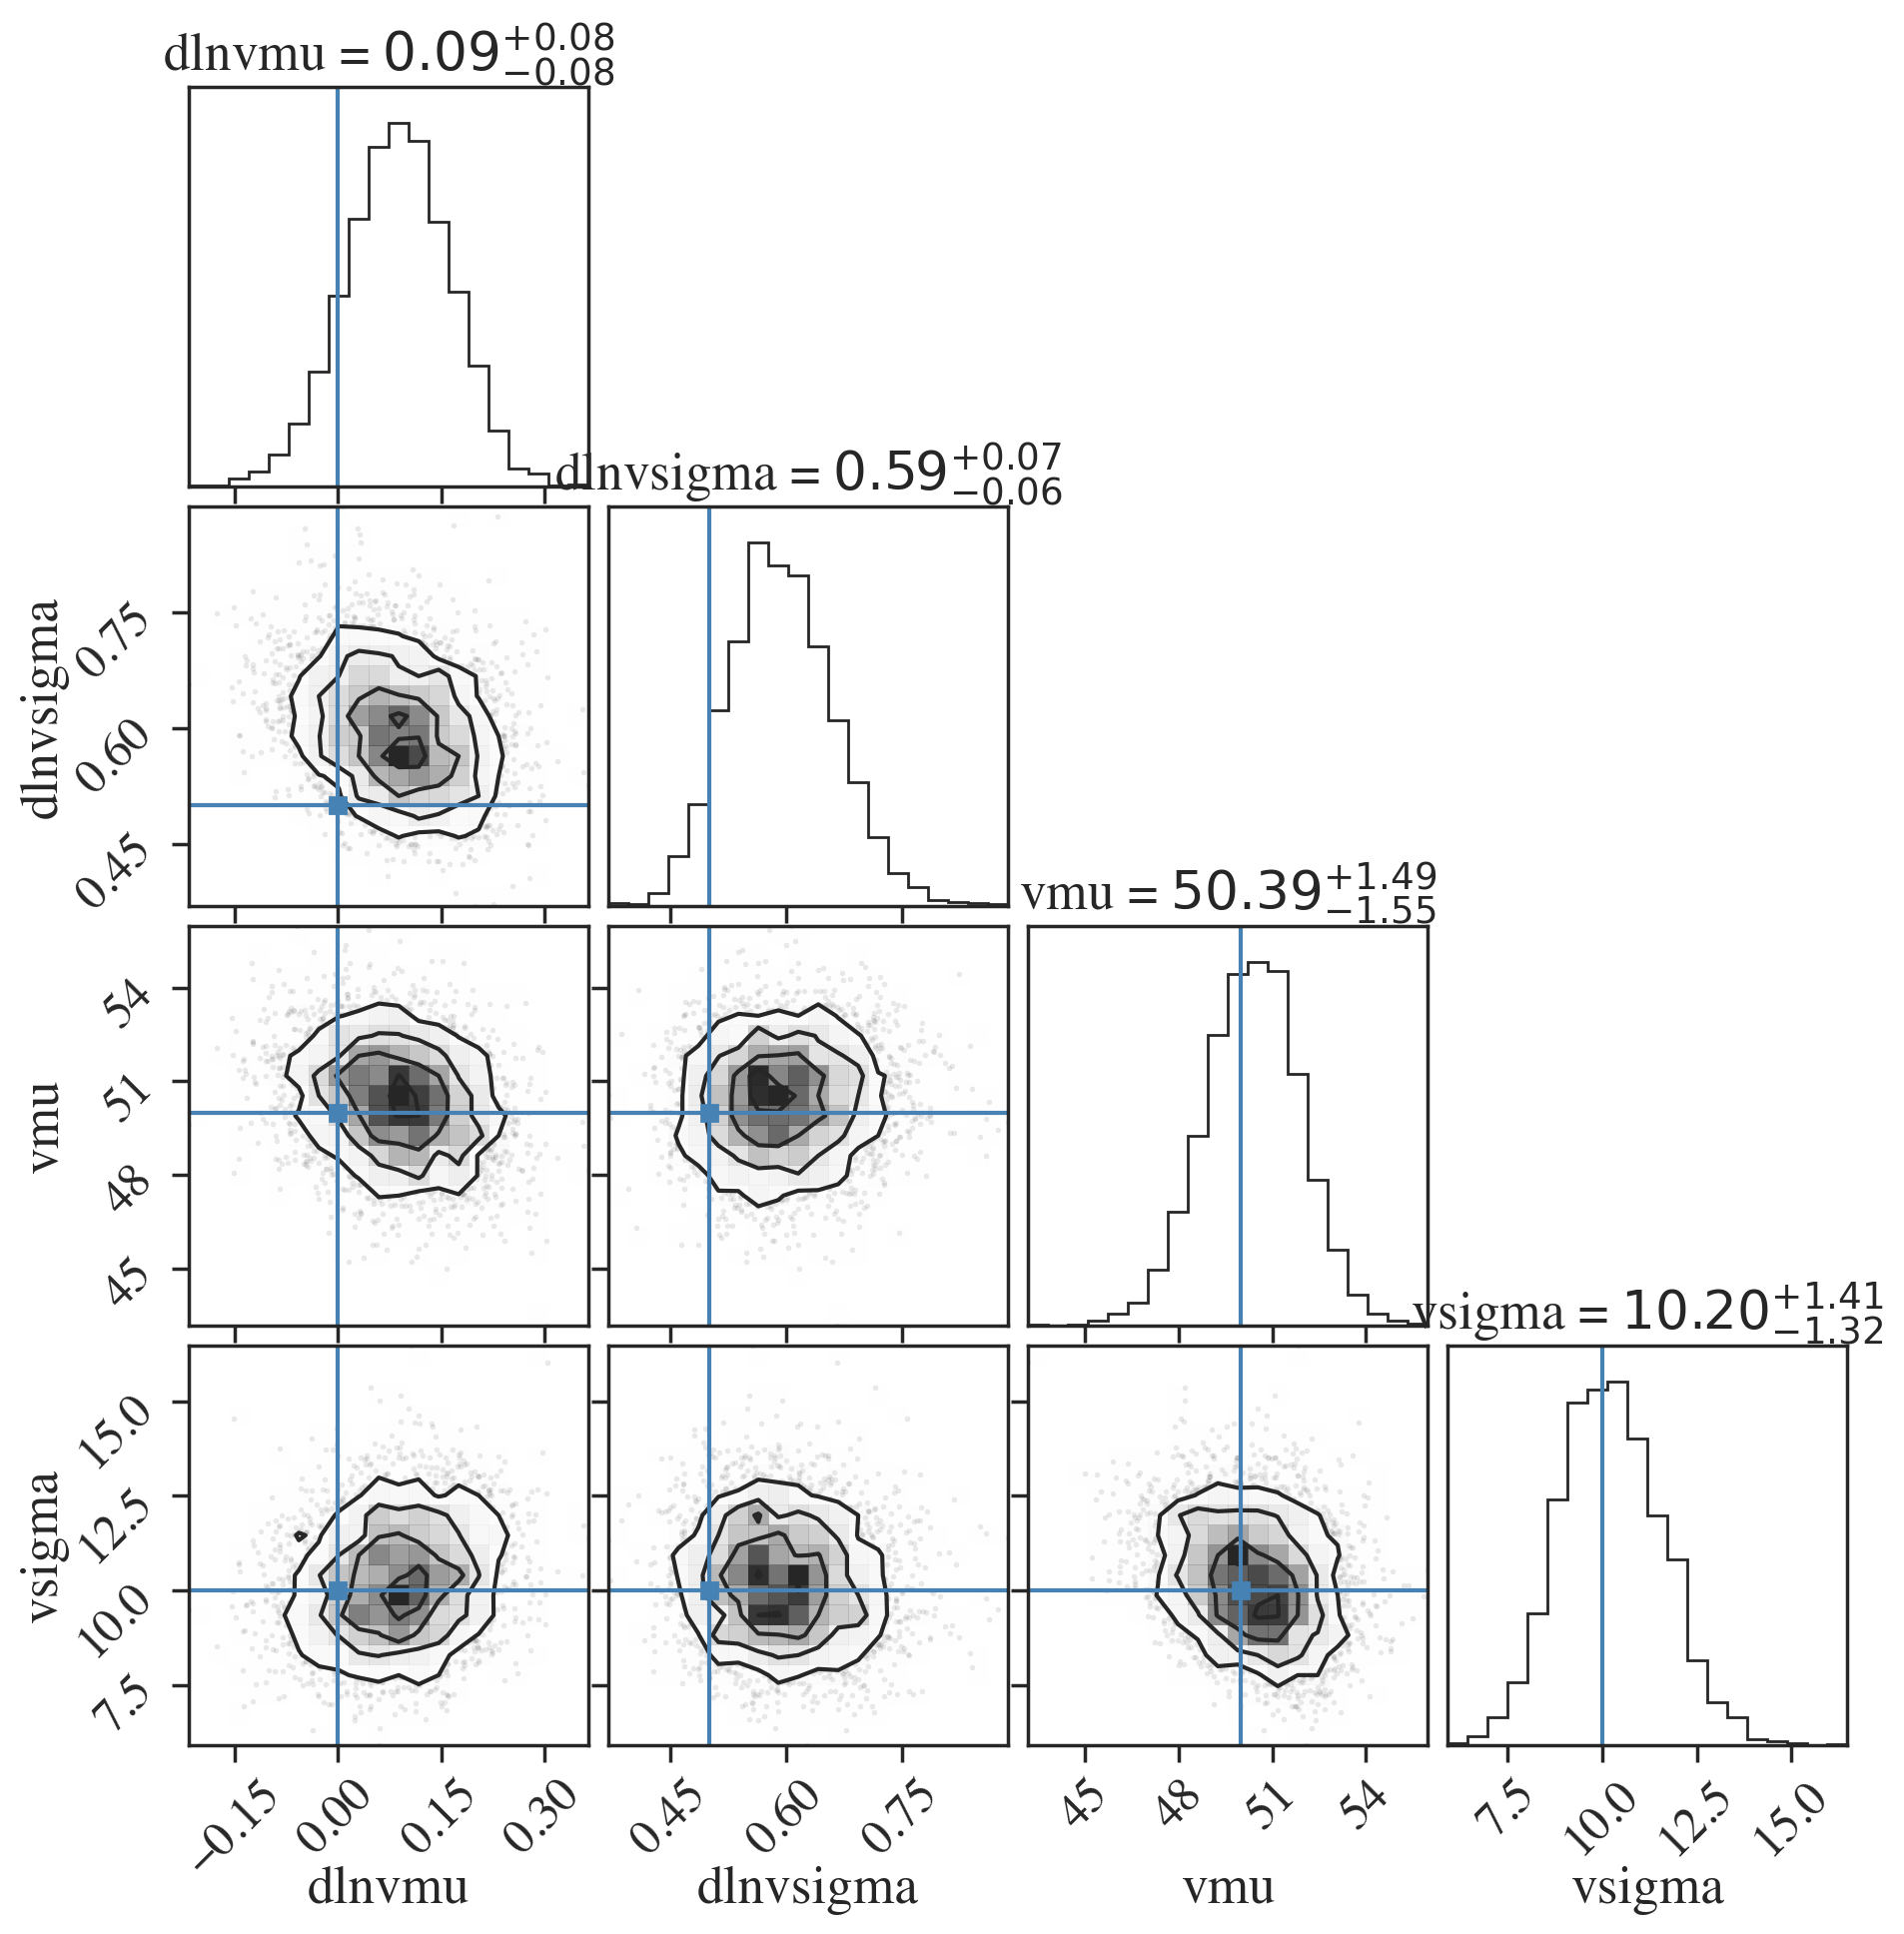 dlnvmu = 0.09 +0.08 −0.08
dlnvsigma = 0.59 +0.07 −0.06
dlnvsigma
0.75
0.60
0.45
vmu = 50.39 +1.49 −1.55
vmu
54
51
48
45
vsigma = 10.20 +1.41 −1.32
vsigma
15.0
12.5
10.0
7.5
−0.15 0.00 0.15 0.30 0.45 0.60 0.75 45 48 51 54 7.5 10.0 12.5 15.0
dlnvmu dlnvsigma vmu vsigma